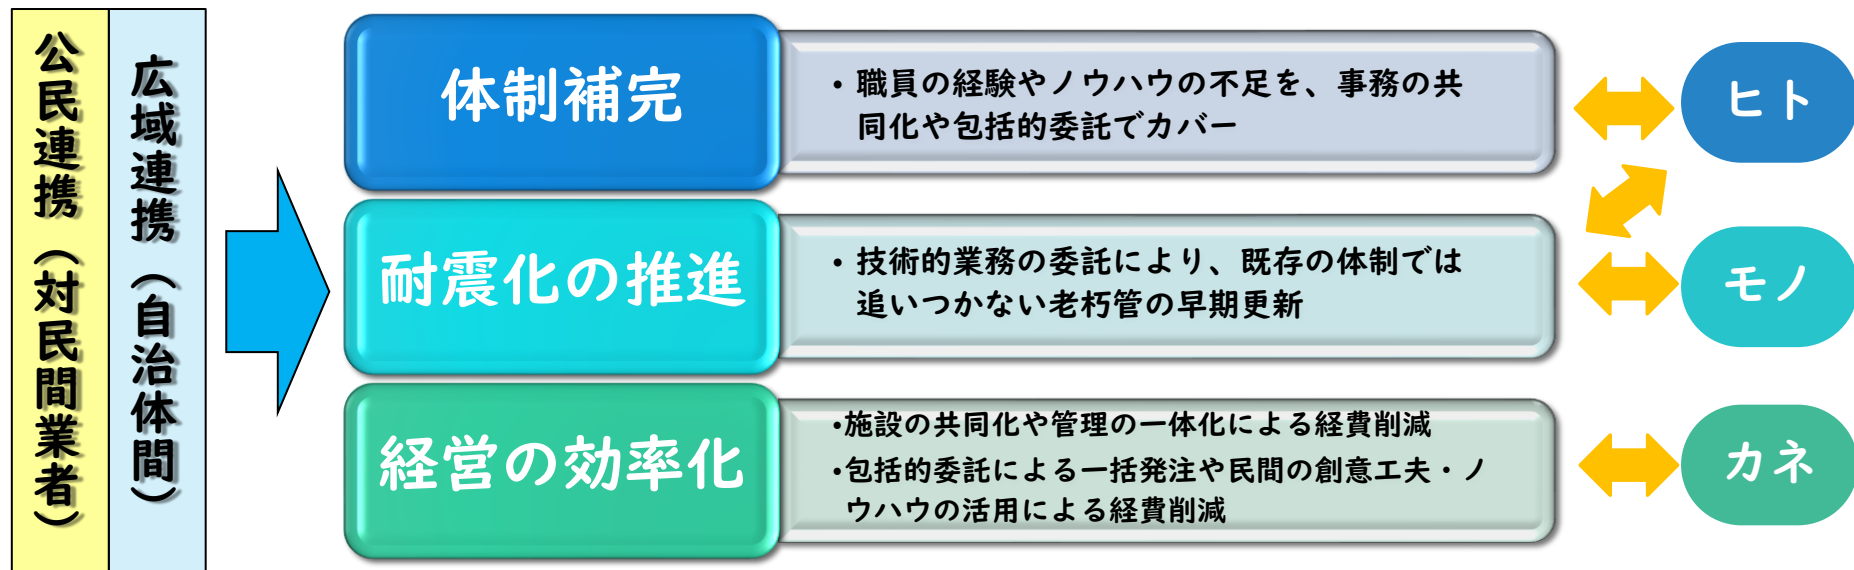 公民連携（対民間業者）
広域連携（自治体間）
体制補完
・職員の経験やノウハウの不足を、事務の共
同化や包括的委託でカバー
ヒト
耐震化の推進
・技術的業務の委託により、既存の体制では
追いつかない老朽管の早期更新
モノ
経営の効率化
・施設の共同化や管理の一体化による経費削減
・包括的委託による一括発注や民間の創意工夫・ノ
ウハウの活用による経費削減
カネ